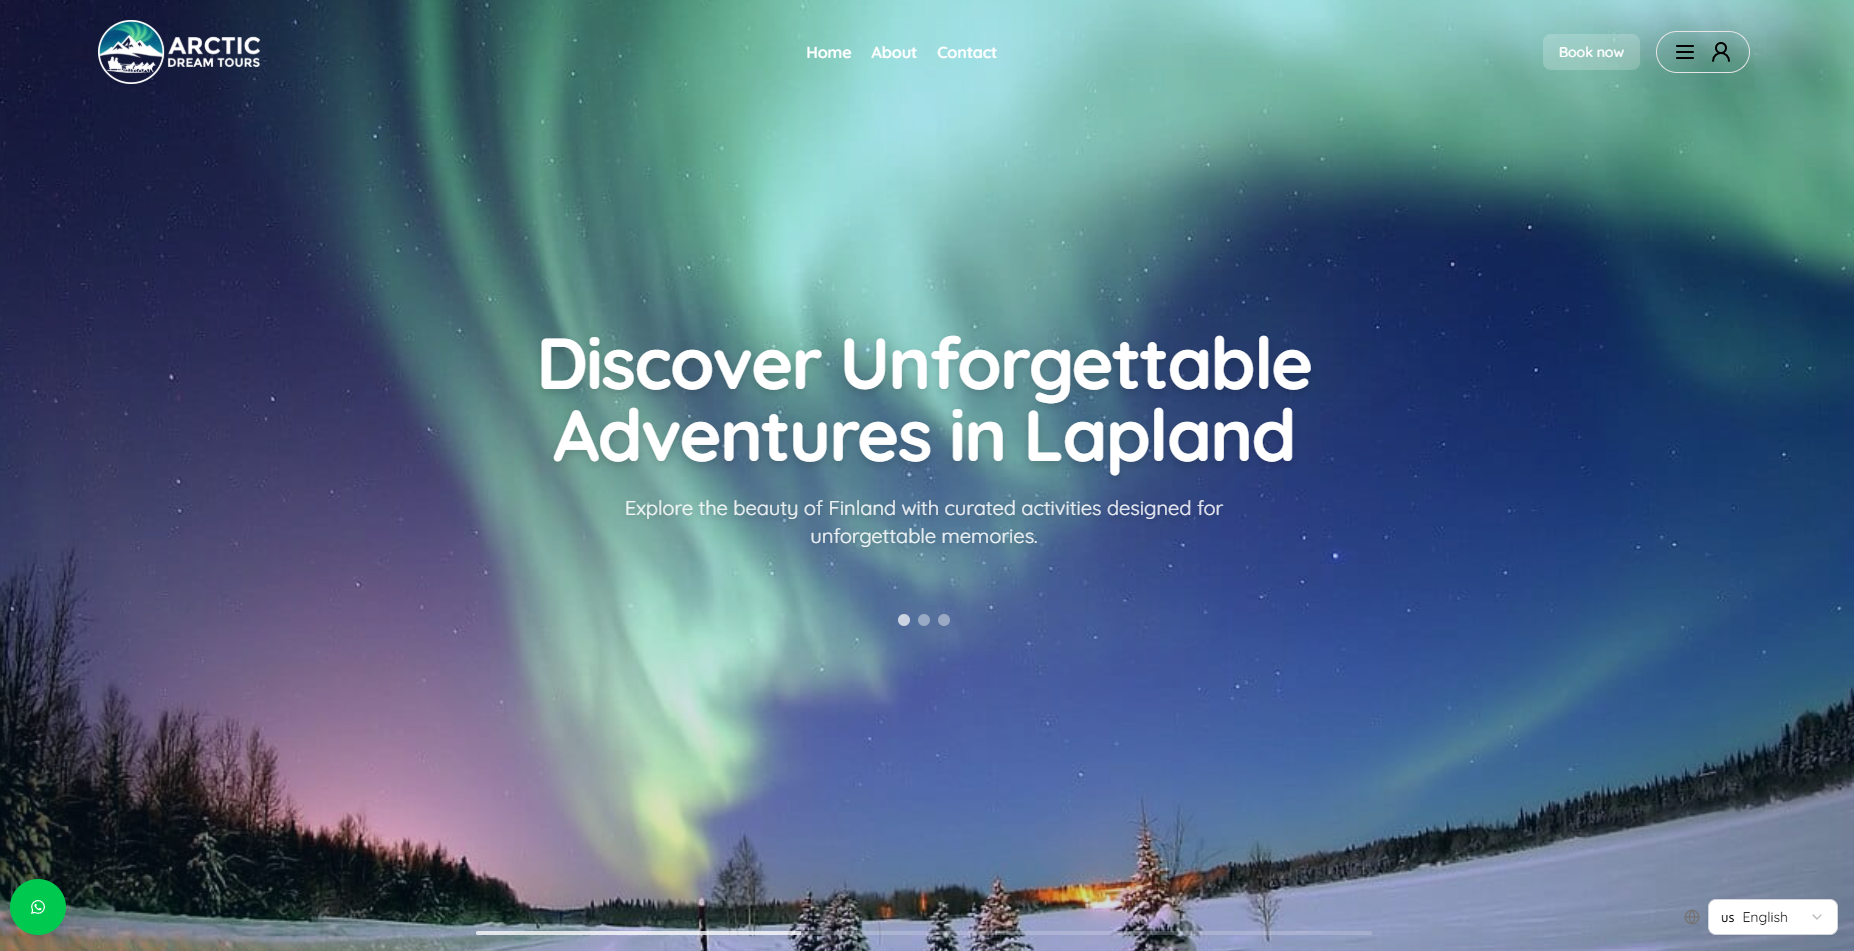 ARCTIC
DREAM TOURS
Home
About
Contact
Book now
Discover Unforgettable
Adventures in Lapland
Explore the beauty of Finland with curated activities designed for
unforgettable memories.
us English